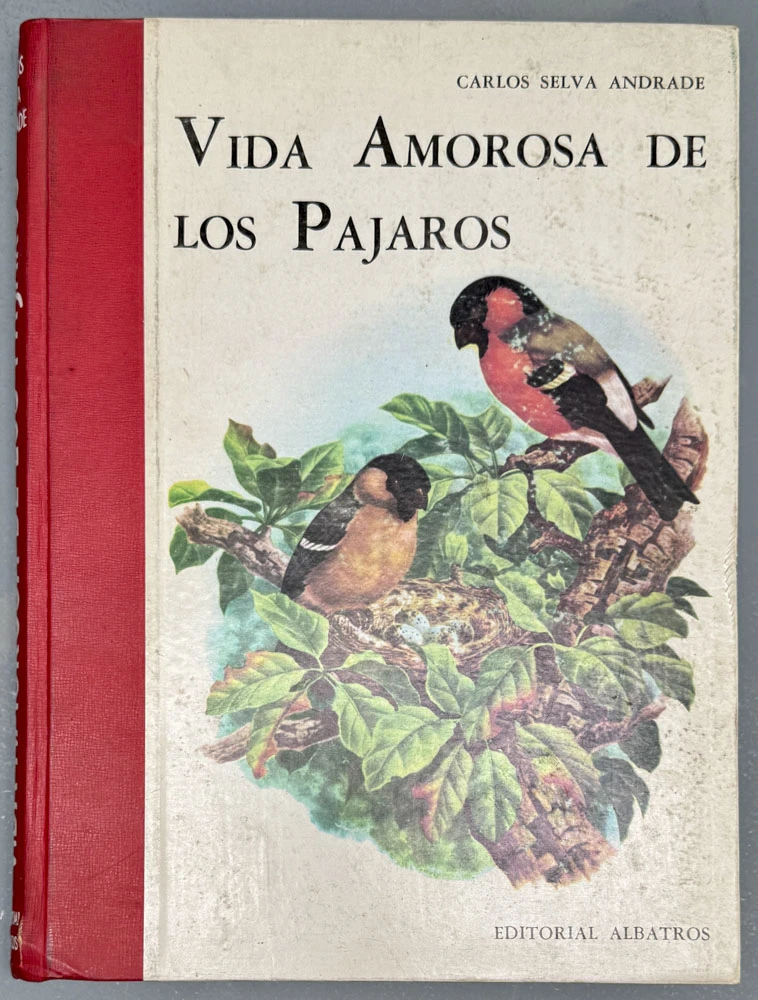 CARLOS SELVA ANDRADE
VIDA AMOROSA DE
LOS PAJAROS
EDITORIAL ALBATROS